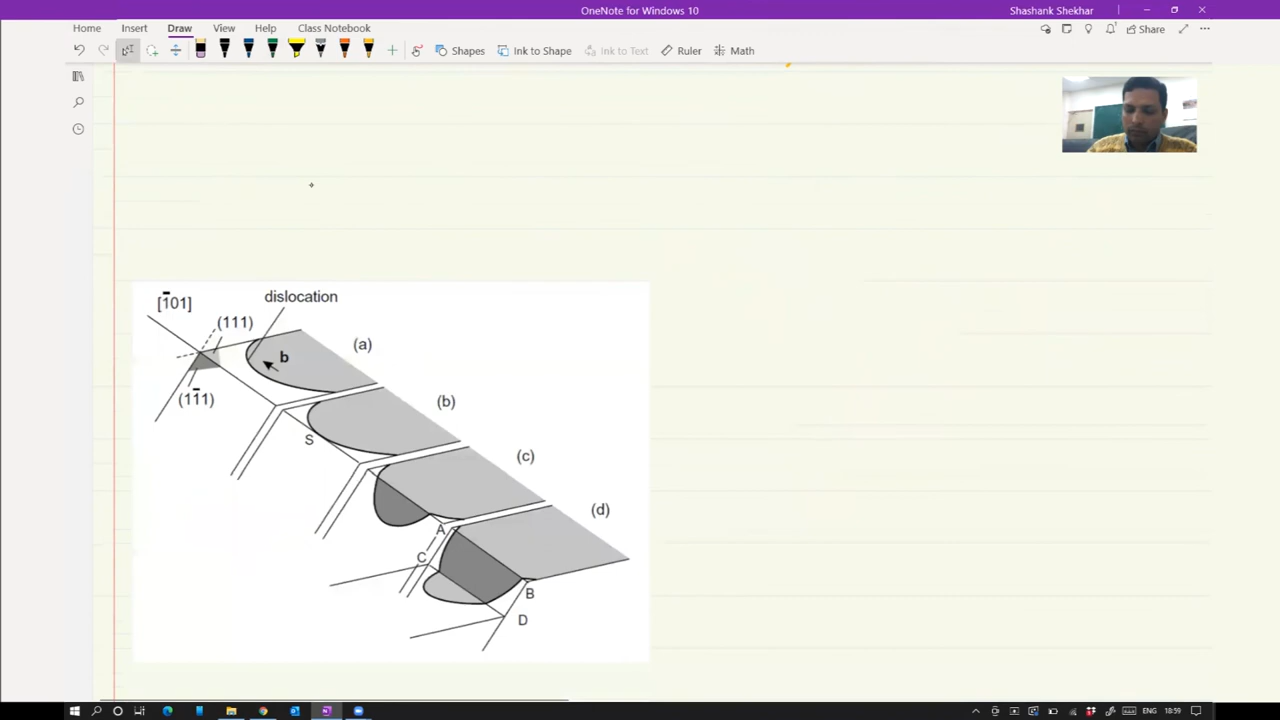 OneNote for Windows 10
Shashank Shekhar
Home Insert Draw View Help Class Notebook
Share
Shapes Ink to Shape Ink to Text Ruler Math
[1̄01]
dislocation
(111)
(a)
b
(11̄1)
(b)
S
(c)
(d)
A
C
B
D
ENG 18:59